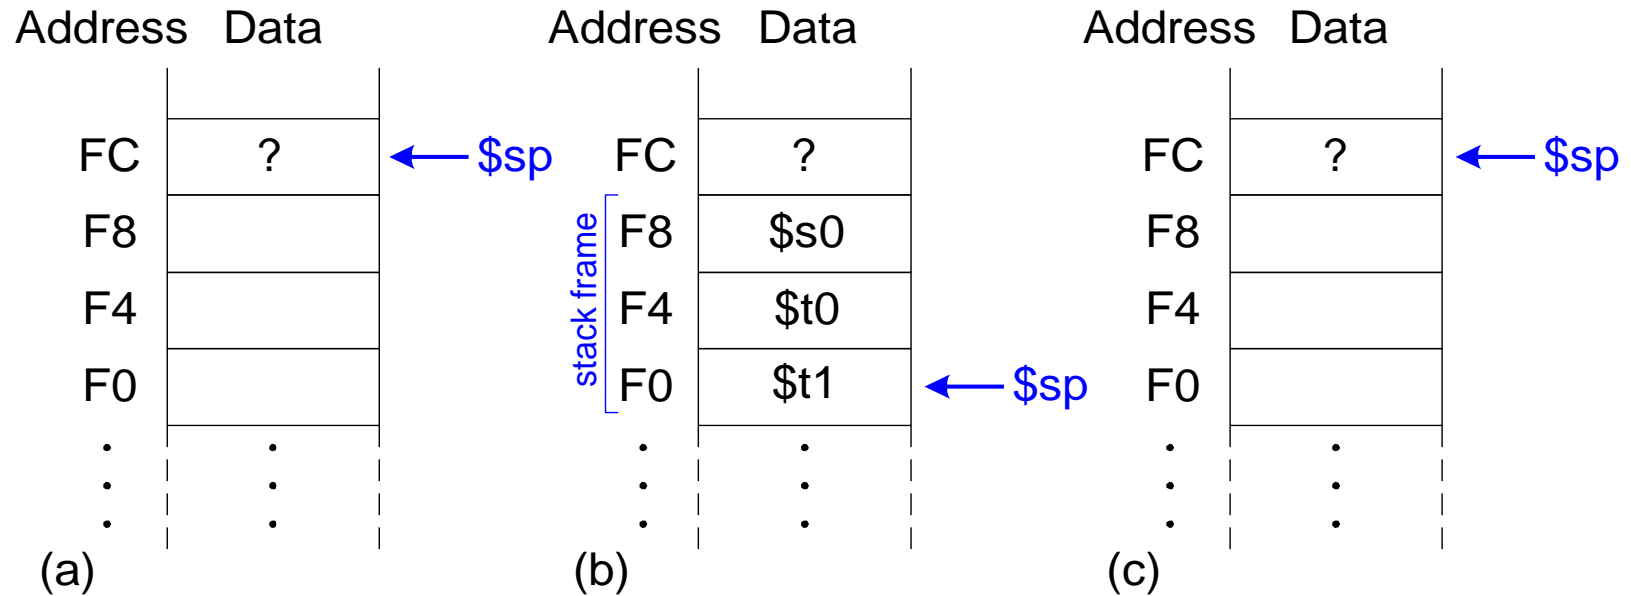 Address Data Address Data Address Data
FC ? $sp FC ? FC ? $sp
F8 stack frame F8 $s0 F8
F4 F4 $t0 F4
F0 F0 $t1 $sp F0
(a) (b) (c)